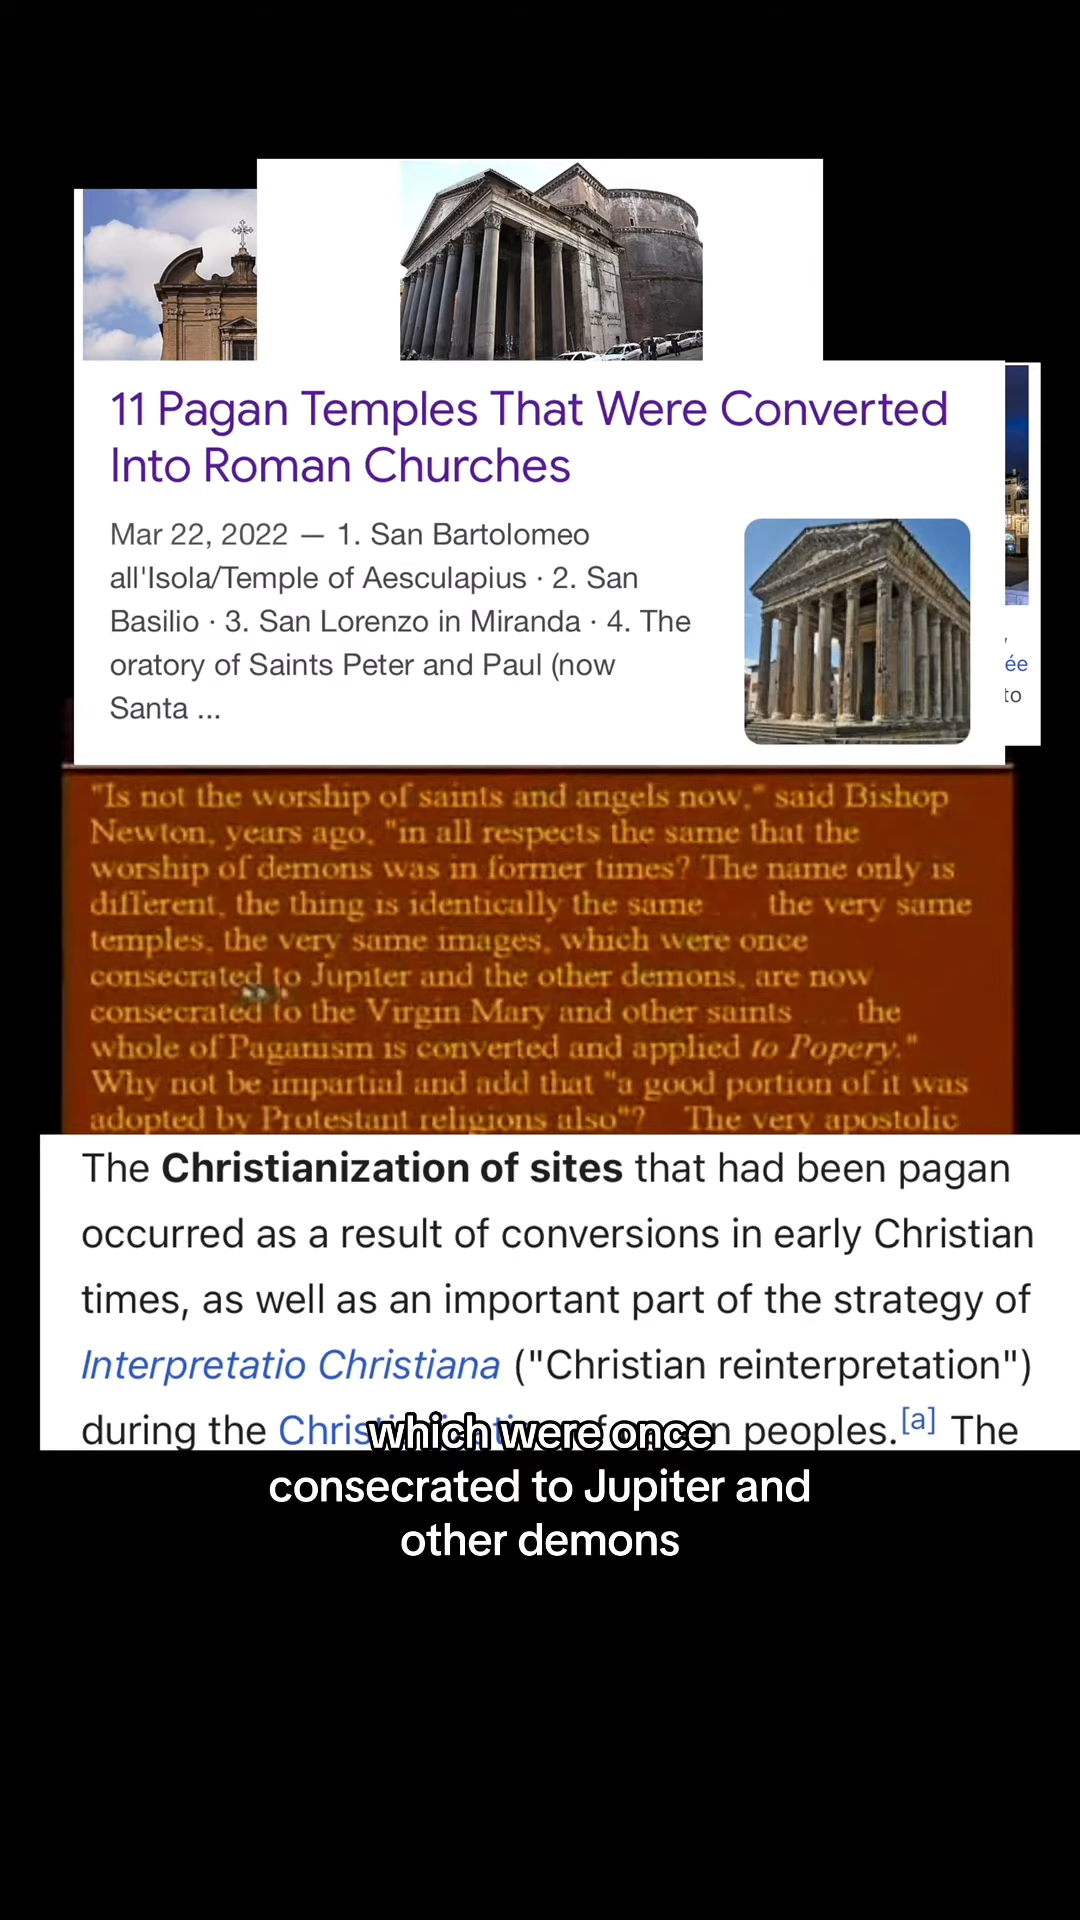 11 Pagan Temples That Were Converted
Into Roman Churches
Mar 22, 2022 — 1. San Bartolomeo
all'Isola/Temple of Aesculapius · 2. San
Basilio · 3. San Lorenzo in Miranda · 4. The
oratory of Saints Peter and Paul (now
Santa ...
ée
to
"Is not the worship of saints and angels now," said Bishop
Newton, years ago, "in all respects the same that the
worship of demons was in former times? The name only is
different, the thing is identically the same ... the very same
temples, the very same images, which were once
consecrated to Jupiter and the other demons, are now
consecrated to the Virgin Mary and other saints ... the
whole of Paganism is converted and applied to Popery."
Why not be impartial and add that "a good portion of it was
adopted by Protestant religions also"? The very apostolic
The Christianization of sites that had been pagan
occurred as a result of conversions in early Christian
times, as well as an important part of the strategy of
Interpretatio Christiana ("Christian reinterpretation")
during the peoples.[a] The
which were once
consecrated to Jupiter and
other demons